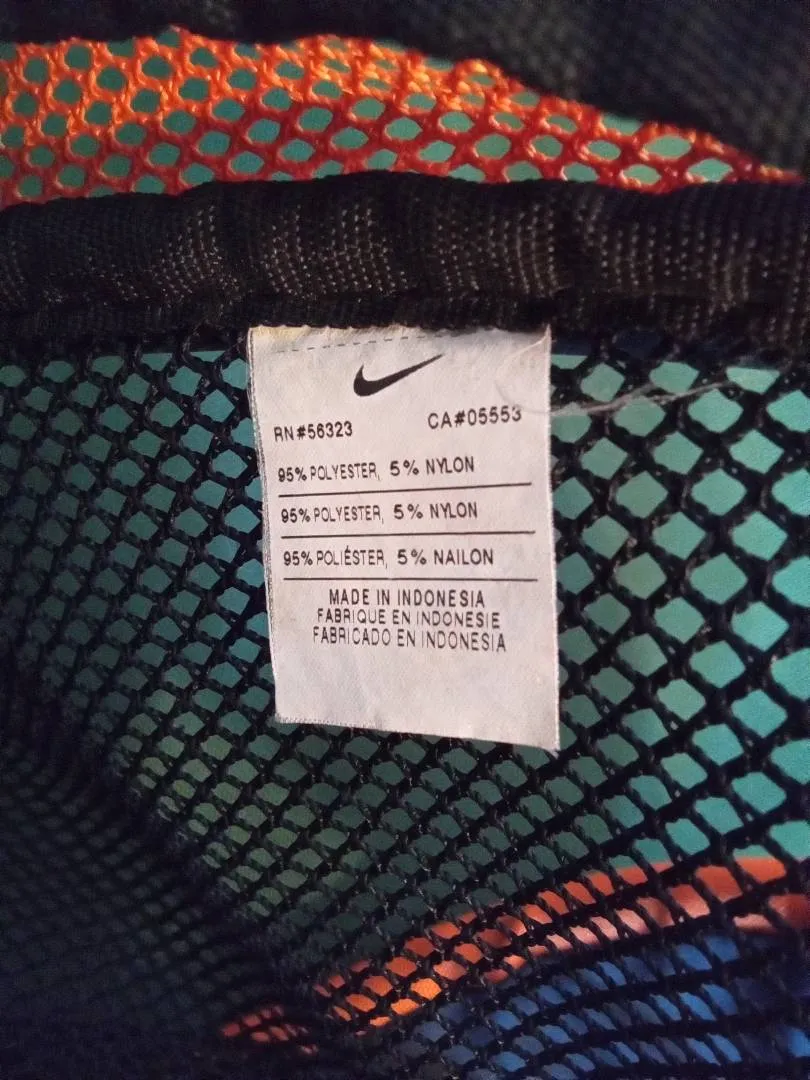 RN#56323 CA#05553
95% POLYESTER, 5% NYLON
95% POLYESTER, 5% NYLON
95% POLIÉSTER, 5% NAILON
MADE IN INDONESIA
FABRIQUE EN INDONESIE
FABRICADO EN INDONESIA